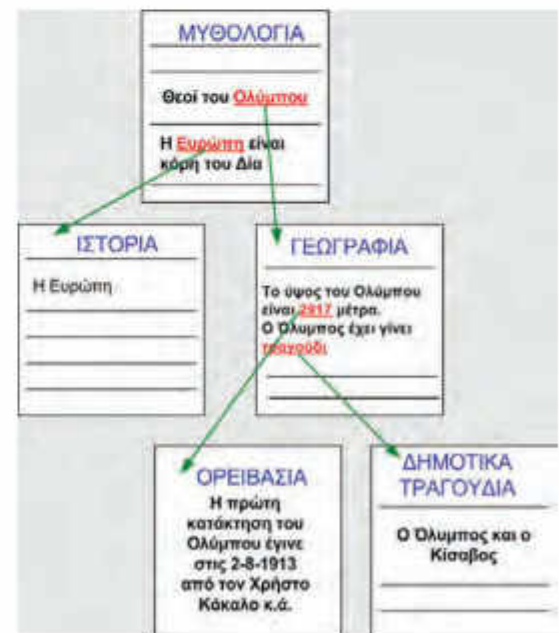 ΜΥΘΟΛΟΓΙΑ
Θεοί του Ολύμπου
Η Ευρώπη είναι
κόρη του Δία
ΙΣΤΟΡΙΑ
Η Ευρώπη
ΓΕΩΓΡΑΦΙΑ
Το ύψος του Ολύμπου
είναι 2917 μέτρα.
Ο Όλυμπος έχει γίνει
τραγούδι
ΟΡΕΙΒΑΣΙΑ
Η πρώτη
κατάκτηση του
Ολύμπου έγινε
στις 2-8-1913
από τον Χρήστο
Κάκαλο κ.ά.
ΔΗΜΟΤΙΚΑ
ΤΡΑΓΟΥΔΙΑ
Ο Όλυμπος και ο
Κίσαβος